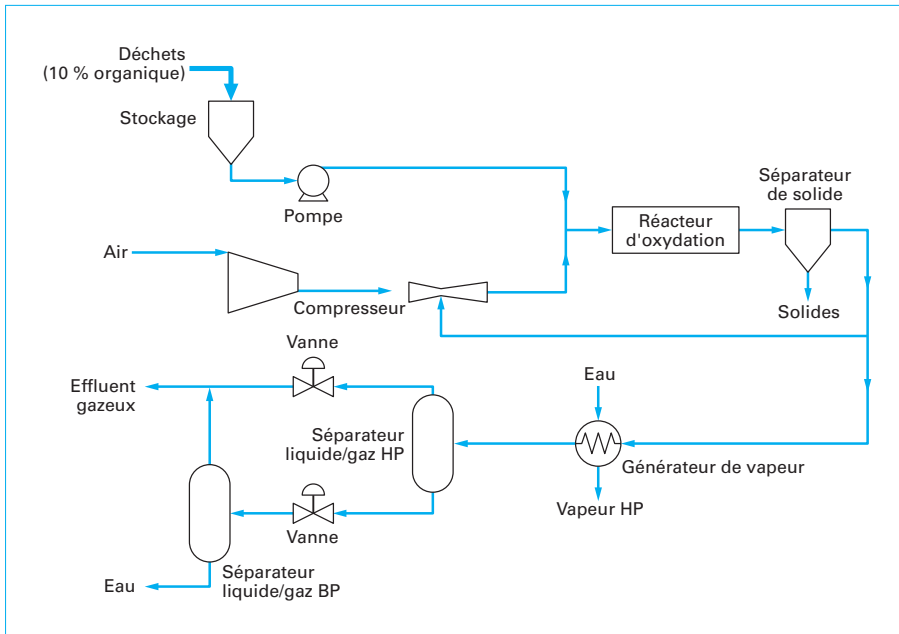 Déchets
(10 % organique)
Stockage
Pompe
Séparateur
de solide
Réacteur
d'oxydation
Air
Compresseur
Solides
Vanne
Effluent
gazeux
Eau
Séparateur
liquide/gaz HP
Générateur de vapeur
Vapeur HP
Vanne
Eau
Séparateur
liquide/gaz BP